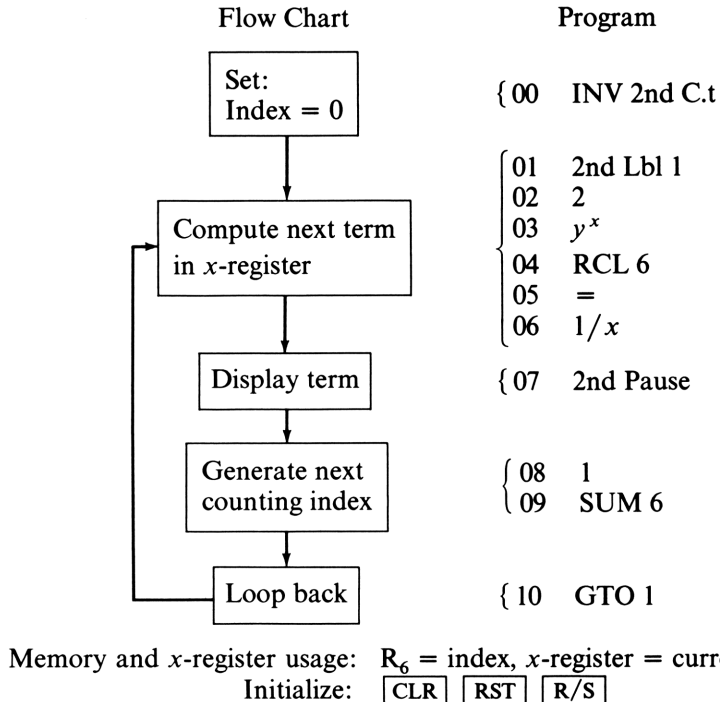 Flow Chart Program
Set:
Index = 0
{ 00 INV 2nd C.t
Compute next term
in x-register
01 2nd Lbl 1
02 2
03 y^x
04 RCL 6
05 =
06 1/x
Display term
{ 07 2nd Pause
Generate next
counting index
08 1
09 SUM 6
Loop back
{ 10 GTO 1
Memory and x-register usage: R₆ = index, x-register =
Initialize: CLR RST R/S